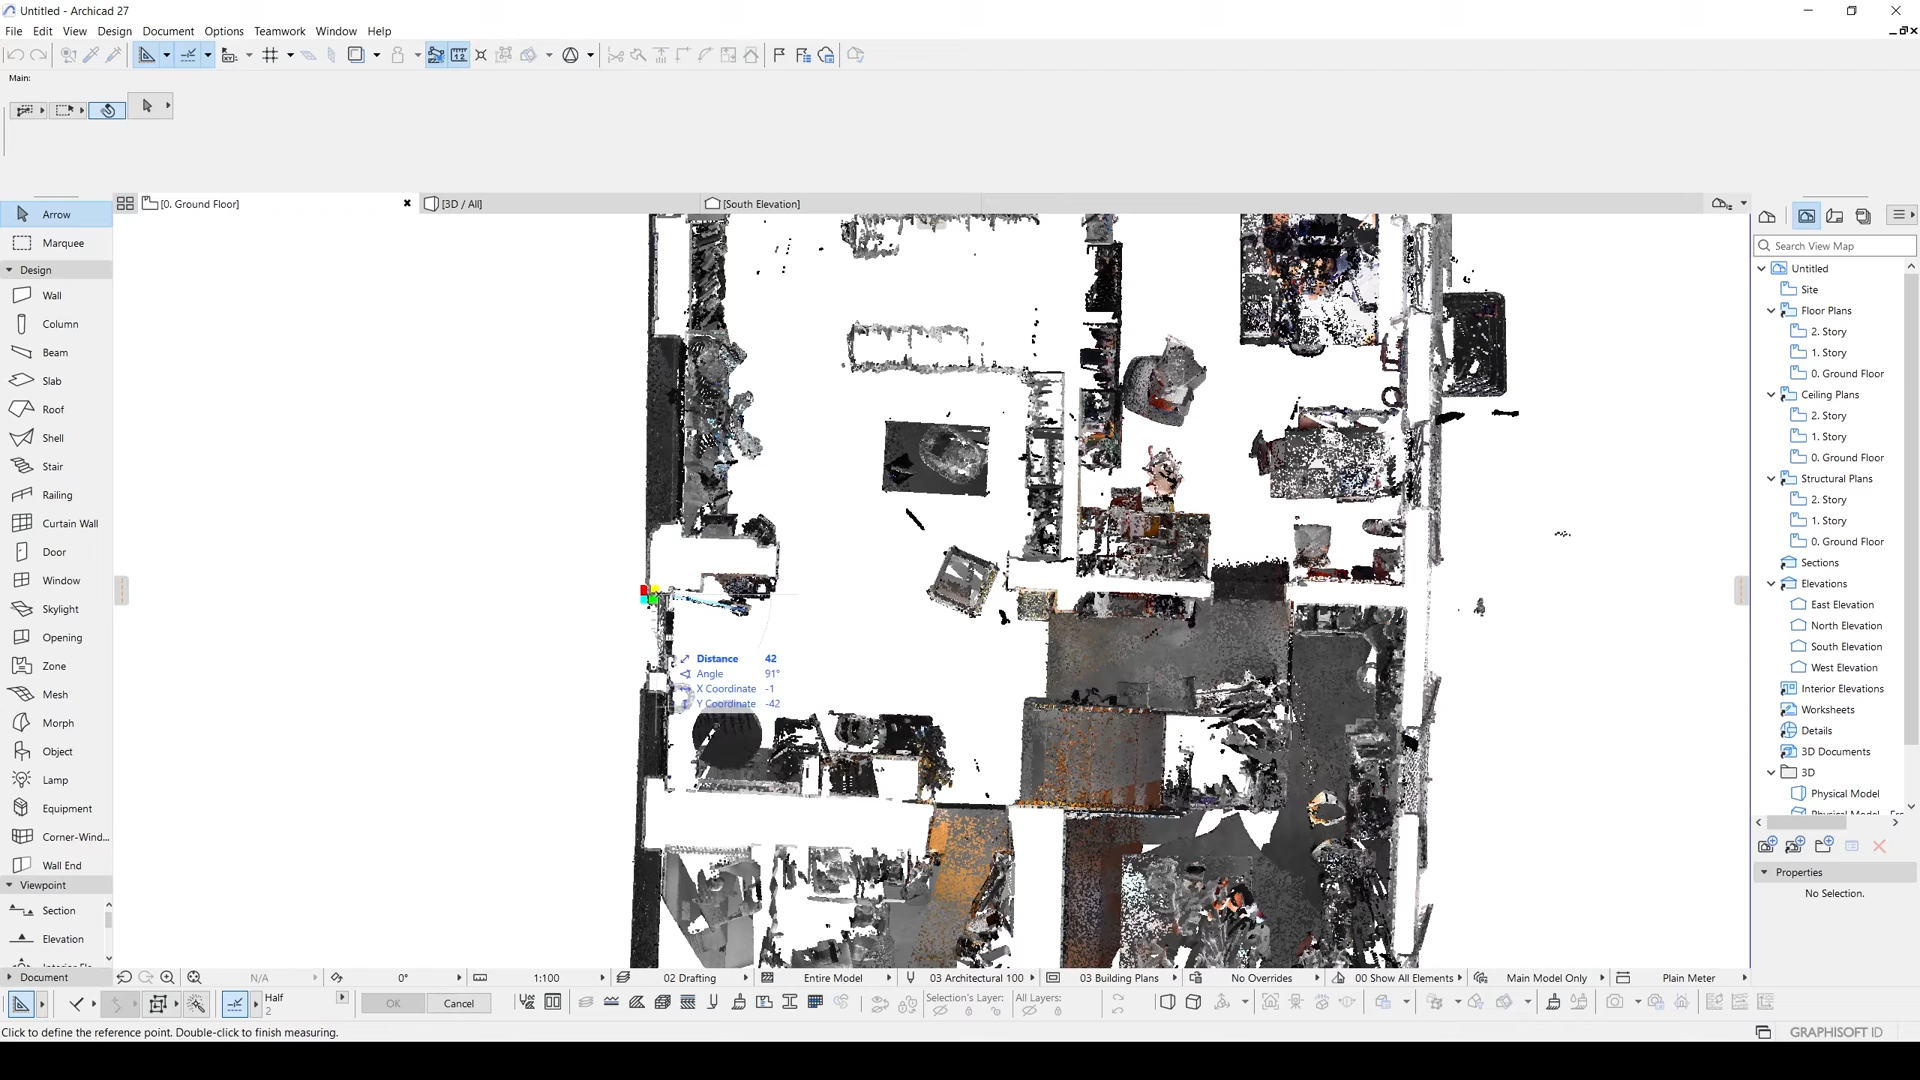 Untitled - Archicad 27
File Edit View Design Document Options Teamwork Window Help
Main:
[0. Ground Floor]
[3D / All]
[South Elevation]
Arrow
Marquee
Design
Wall
Column
Beam
Slab
Roof
Shell
Stair
Railing
Curtain Wall
Door
Window
Skylight
Opening
Zone
Mesh
Morph
Object
Lamp
Equipment
Corner-Wind...
Wall End
Viewpoint
Section
Elevation
Document
Distance 42
Angle 91°
X Coordinate -1
Y Coordinate -42
Search View Map
Untitled
Site
Floor Plans
2. Story
1. Story
0. Ground Floor
Ceiling Plans
2. Story
1. Story
0. Ground Floor
Structural Plans
2. Story
1. Story
0. Ground Floor
Sections
Elevations
East Elevation
North Elevation
South Elevation
West Elevation
Interior Elevations
Worksheets
Details
3D Documents
3D
Physical Model
Properties
No Selection.
N/A 0° 1:100 02 Drafting Entire Model 03 Architectural 100 03 Building Plans No Overrides 00 Show All Elements Main Model Only Plain Meter
Half
2
OK Cancel
Selection's Layer: All Layers:
Click to define the reference point. Double-click to finish measuring.
GRAPHISOFT ID